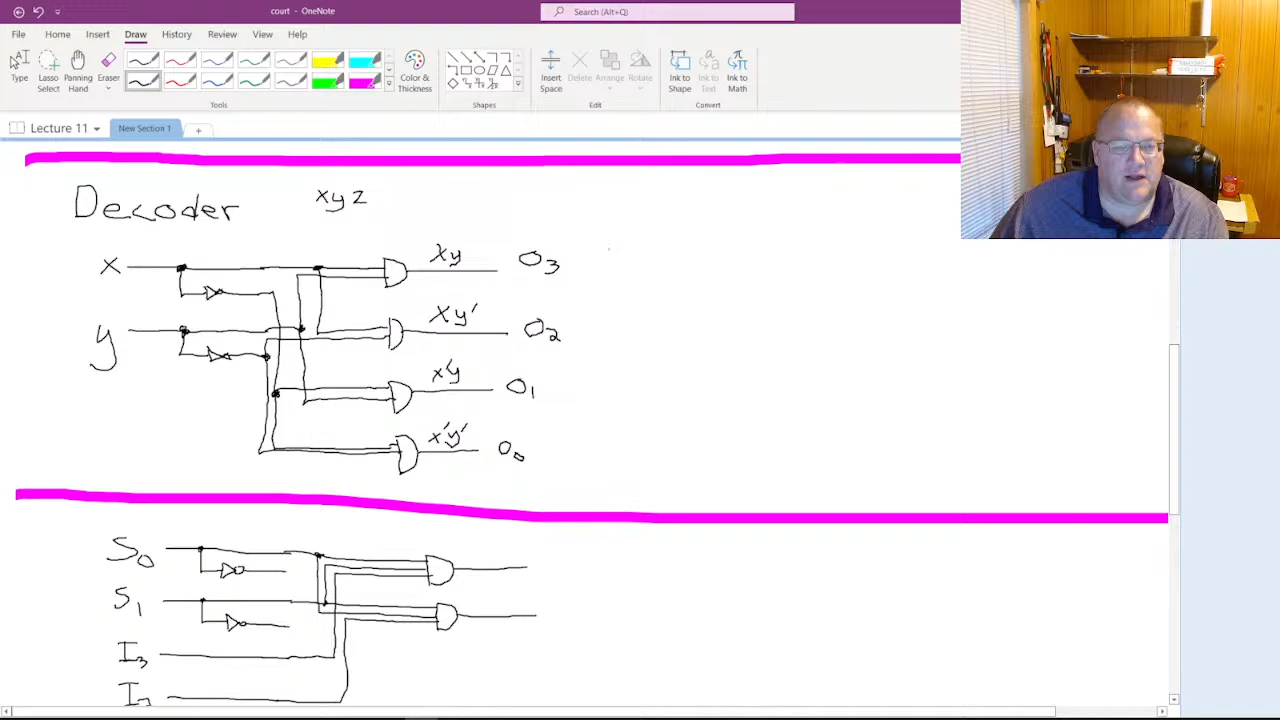 court - OneNote
Search (Alt+Q)
File Home Insert Draw History Review View Help
Type Lasso Select Panning Hand Eraser Thickness Insert Space Delete Arrange Rotate Ink to Shape Ink to Text Ink to Math
Tools Shapes Edit Convert
Lecture 11 New Section 1 +
Decoder xyz
x xy O3
y xy' O2
x'y O1
x'y' O0
S0
S1
I3